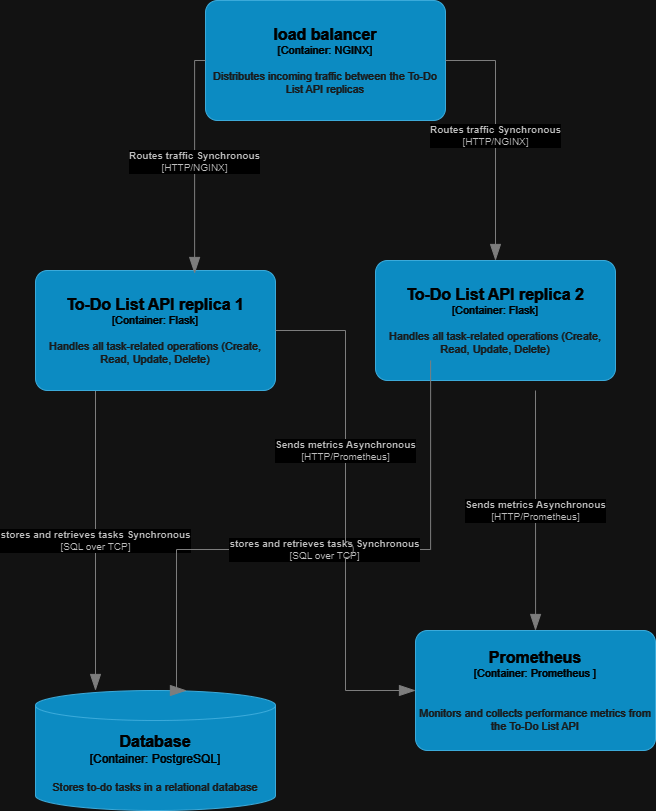 load balancer
[Container: NGINX]
Distributes incoming traffic between the To-Do
List API replicas
Routes traffic Synchronous
[HTTP/NGINX]
Routes traffic Synchronous
[HTTP/NGINX]
To-Do List API replica 1
[Container: Flask]
Handles all task-related operations (Create,
Read, Update, Delete)
To-Do List API replica 2
[Container: Flask]
Handles all task-related operations (Create,
Read, Update, Delete)
Sends metrics Asynchronous
[HTTP/Prometheus]
Sends metrics Asynchronous
[HTTP/Prometheus]
stores and retrieves tasks Synchronous
[SQL over TCP]
stores and retrieves tasks Synchronous
[SQL over TCP]
Prometheus
[Container: Prometheus ]
Monitors and collects performance metrics from
the To-Do List API
Database
[Container: PostgreSQL]
Stores to-do tasks in a relational database